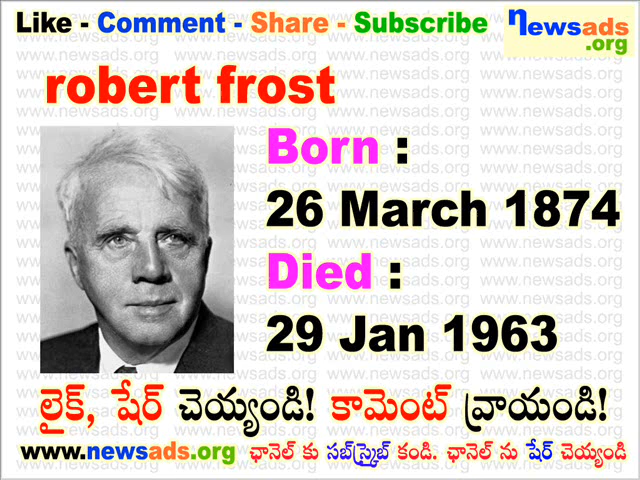 Like - Comment - Share - Subscribe
newsads
.org
robert frost
Born :
26 March 1874
Died :
29 Jan 1963
లైక్, షేర్ చెయ్యండి! కామెంట్ వ్రాయండి!
www.newsads.org ఛానెల్ కు సబ్‌స్క్రైబ్ కండి. ఛానెల్ ను షేర్ చెయ్యండి